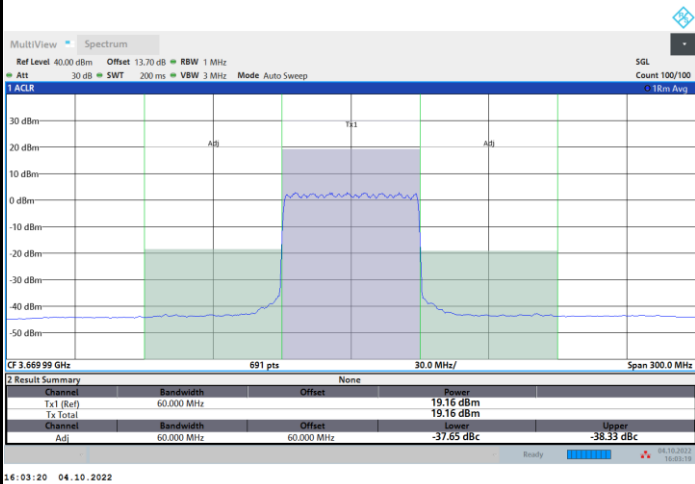 MultiView Spectrum
Ref Level 40.00 dBm Offset 13.70 dB RBW 1 MHz SGL
Att 30 dB SWT 200 ms VBW 3 MHz Mode Auto Sweep Count 100/100
1 ACLR 1Rm Avg
30 dBm
Tx1
20 dBm Adj Adj
10 dBm
0 dBm
-10 dBm
-20 dBm
-30 dBm
-40 dBm
-50 dBm
CF 3.669 99 GHz 691 pts 30.0 MHz/ Span 300.0 MHz
2 Result Summary None
Channel Bandwidth Offset Power
Tx1 (Ref) 60.000 MHz 19.16 dBm
Tx Total 19.16 dBm
Channel Bandwidth Offset Lower Upper
Adj 60.000 MHz 60.000 MHz -37.65 dBc -38.33 dBc
Ready 04.10.2022
16:03:18
16:03:20 04.10.2022